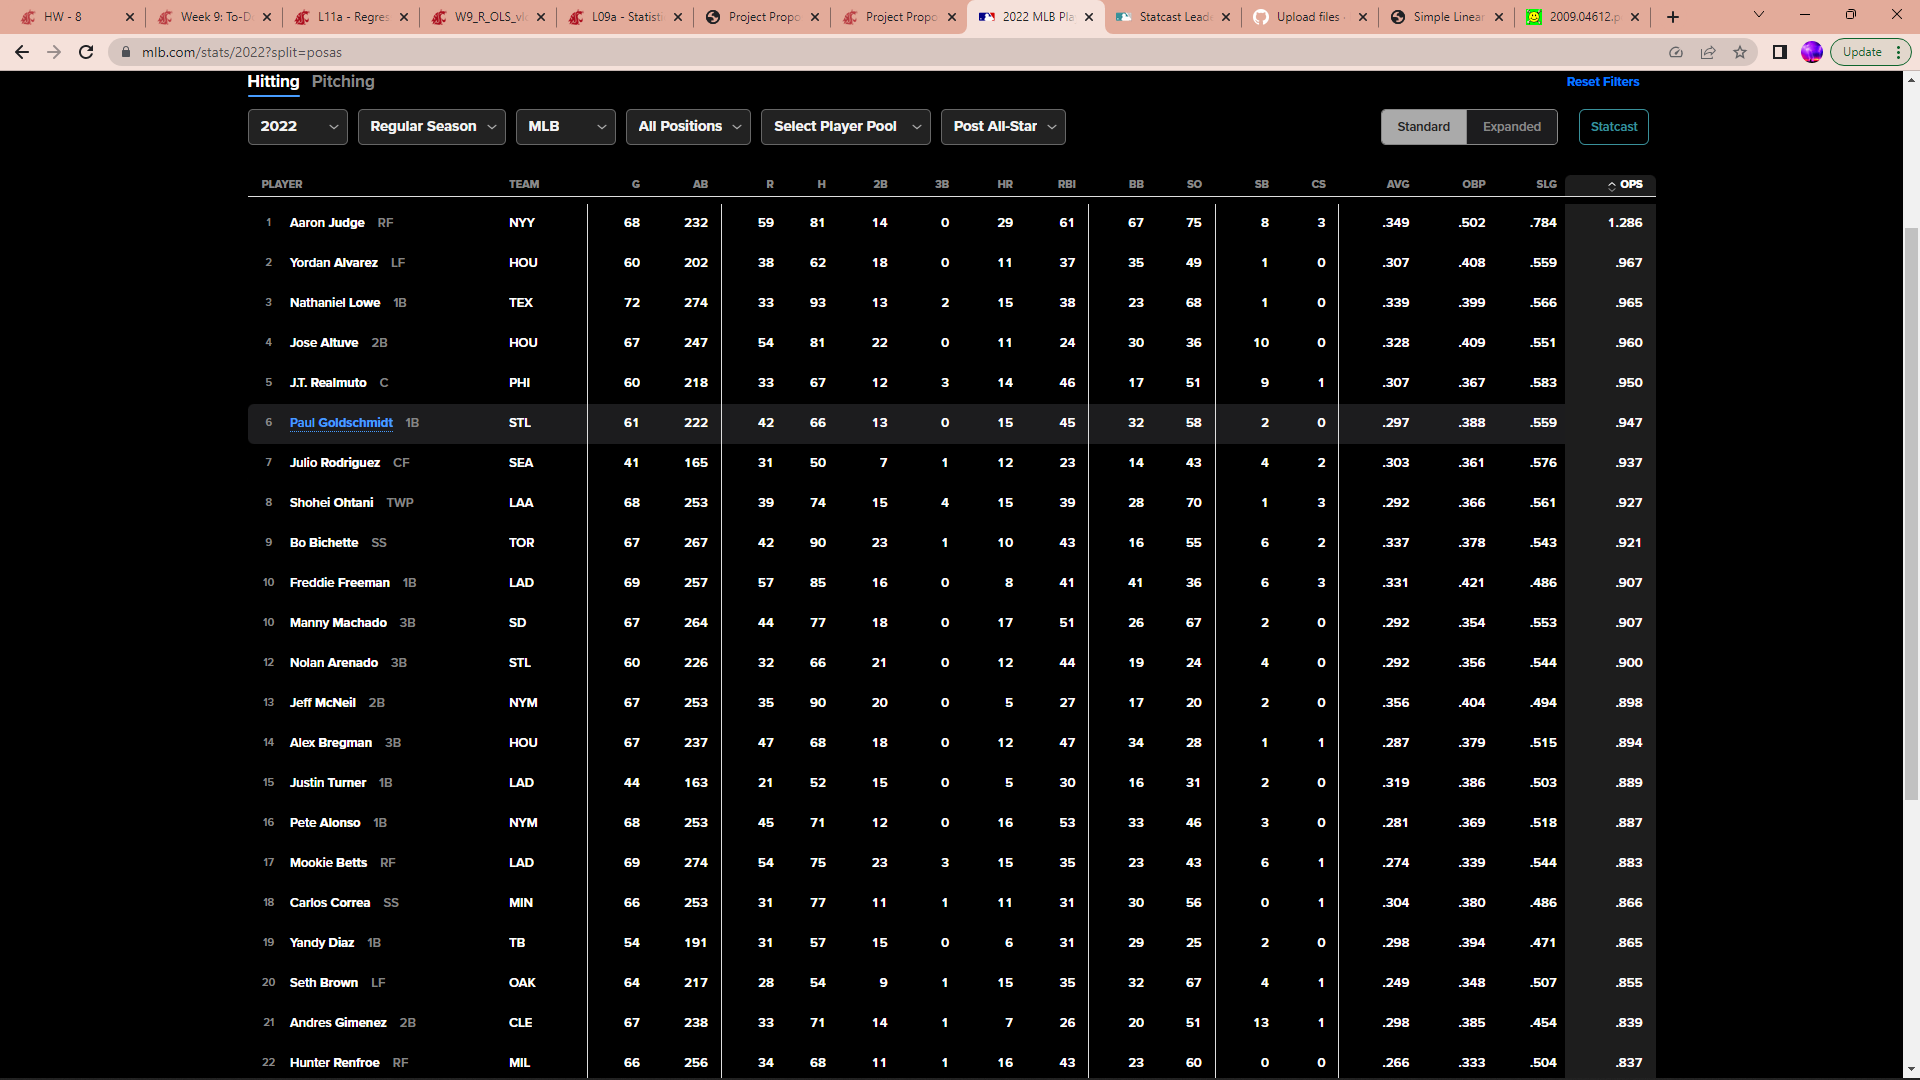 HW - 8
Week 9: To-D
L11a - Regres
W9_R_OLS_vi
L09a - Statisti
Project Propo
Project Propo
2022 MLB Pla
Statcast Lead
Upload files
Simple Linear
2009.04612.p
mlb.com/stats/2022?split=posas
Update
Hitting Pitching Reset Filters
2022 Regular Season MLB All Positions Select Player Pool Post All-Star Standard Expanded Statcast
PLAYER TEAM G AB R H 2B 3B HR RBI BB SO SB CS AVG OBP SLG OPS
1 Aaron Judge RF NYY 68 232 59 81 14 0 29 61 67 75 8 3 .349 .502 .784 1.286
2 Yordan Alvarez LF HOU 60 202 38 62 18 0 11 37 35 49 1 0 .307 .408 .559 .967
3 Nathaniel Lowe 1B TEX 72 274 33 93 13 2 15 38 23 68 1 0 .339 .399 .566 .965
4 Jose Altuve 2B HOU 67 247 54 81 22 0 11 24 30 36 10 0 .328 .409 .551 .960
5 J.T. Realmuto C PHI 60 218 33 67 12 3 14 46 17 51 9 1 .307 .367 .583 .950
6 Paul Goldschmidt 1B STL 61 222 42 66 13 0 15 45 32 58 2 0 .297 .388 .559 .947
7 Julio Rodriguez CF SEA 41 165 31 50 7 1 12 23 14 43 4 2 .303 .361 .576 .937
8 Shohei Ohtani TWP LAA 68 253 39 74 15 4 15 39 28 70 1 3 .292 .366 .561 .927
9 Bo Bichette SS TOR 67 267 42 90 23 1 10 43 16 55 6 2 .337 .378 .543 .921
10 Freddie Freeman 1B LAD 69 257 57 85 16 0 8 41 41 36 6 3 .331 .421 .486 .907
10 Manny Machado 3B SD 67 264 44 77 18 0 17 51 26 67 2 0 .292 .354 .553 .907
12 Nolan Arenado 3B STL 60 226 32 66 21 0 12 44 19 24 4 0 .292 .356 .544 .900
13 Jeff McNeil 2B NYM 67 253 35 90 20 0 5 27 17 20 2 0 .356 .404 .494 .898
14 Alex Bregman 3B HOU 67 237 47 68 18 0 12 47 34 28 1 1 .287 .379 .515 .894
15 Justin Turner 1B LAD 44 163 21 52 15 0 5 30 16 31 2 0 .319 .386 .503 .889
16 Pete Alonso 1B NYM 68 253 45 71 12 0 16 53 33 46 3 0 .281 .369 .518 .887
17 Mookie Betts RF LAD 69 274 54 75 23 3 15 35 23 43 6 1 .274 .339 .544 .883
18 Carlos Correa SS MIN 66 253 31 77 11 1 11 31 30 56 0 1 .304 .380 .486 .866
19 Yandy Diaz 1B TB 54 191 31 57 15 0 6 31 29 25 2 0 .298 .394 .471 .865
20 Seth Brown LF OAK 64 217 28 54 9 1 15 35 32 67 4 1 .249 .348 .507 .855
21 Andres Gimenez 2B CLE 67 238 33 71 14 1 7 26 20 51 13 1 .298 .385 .454 .839
22 Hunter Renfroe RF MIL 66 256 34 68 11 1 16 43 23 60 0 0 .266 .333 .504 .837